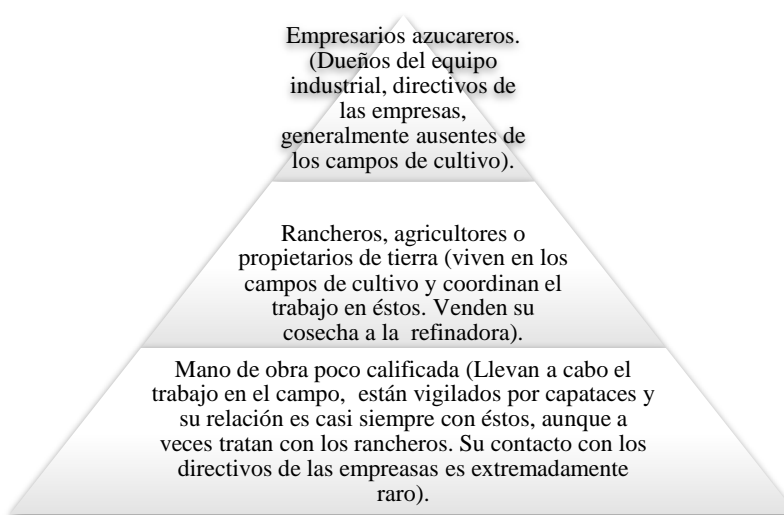 Empresarios azucareros.
(Dueños del equipo
industrial, directivos de
las empresas,
generalmente ausentes de
los campos de cultivo).
Rancheros, agricultores o
propietarios de tierra (viven en los
campos de cultivo y coordinan el
trabajo en éstos. Venden su
cosecha a la refinadora).
Mano de obra poco calificada (Llevan a cabo el
trabajo en el campo, están vigilados por capataces y
su relación es casi siempre con éstos, aunque a
veces tratan con los rancheros. Su contacto con los
directivos de las empreasas es extremadamente
raro).